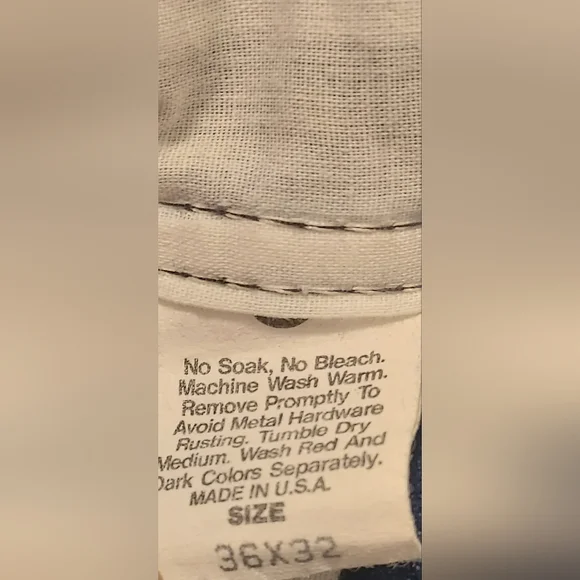 No Soak, No Bleach.
Machine Wash Warm.
Remove Promptly To
Avoid Metal Hardware
Rusting. Tumble Dry
Medium. Wash Red And
Dark Colors Separately.
MADE IN U.S.A.
SIZE
36X32